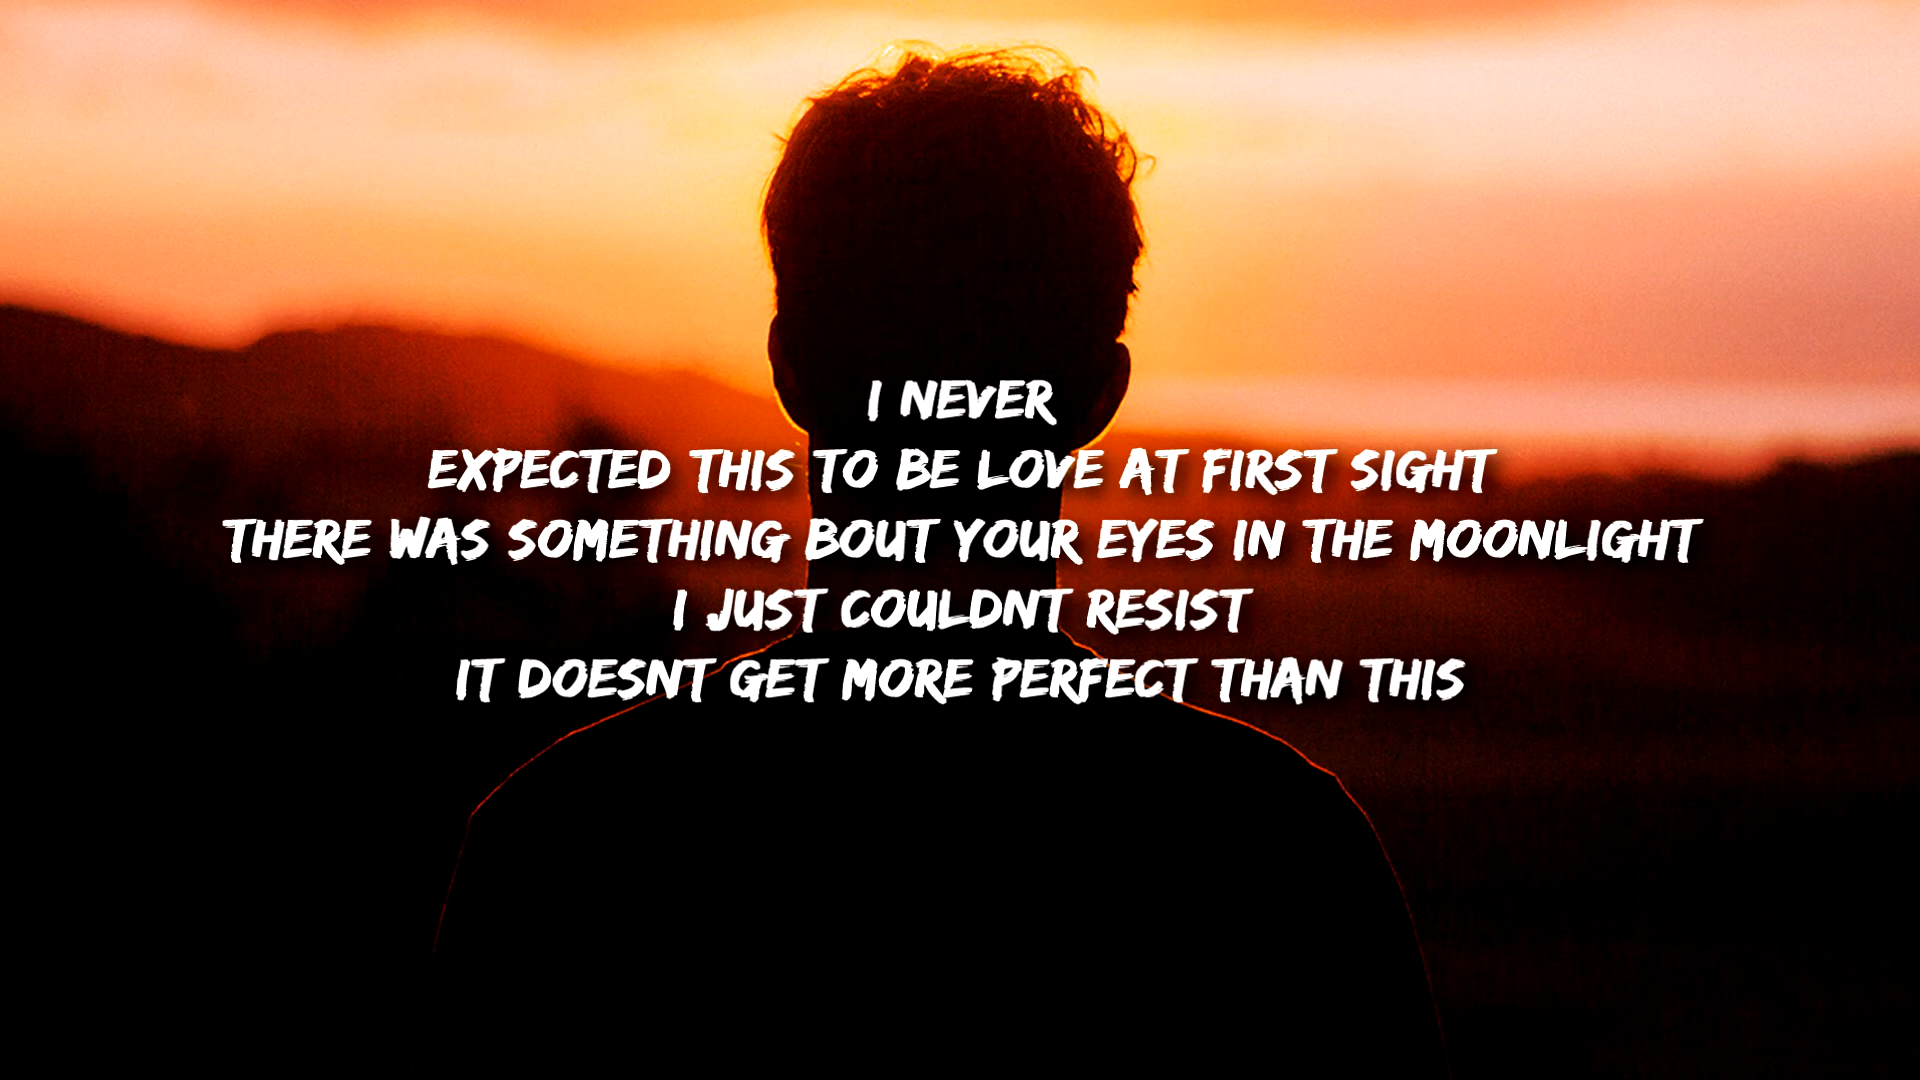 I NEVER
EXPECTED THIS TO BE LOVE AT FIRST SIGHT
THERE WAS SOMETHING BOUT YOUR EYES IN THE MOONLIGHT
I JUST COULDNT RESIST
IT DOESNT GET MORE PERFECT THAN THIS